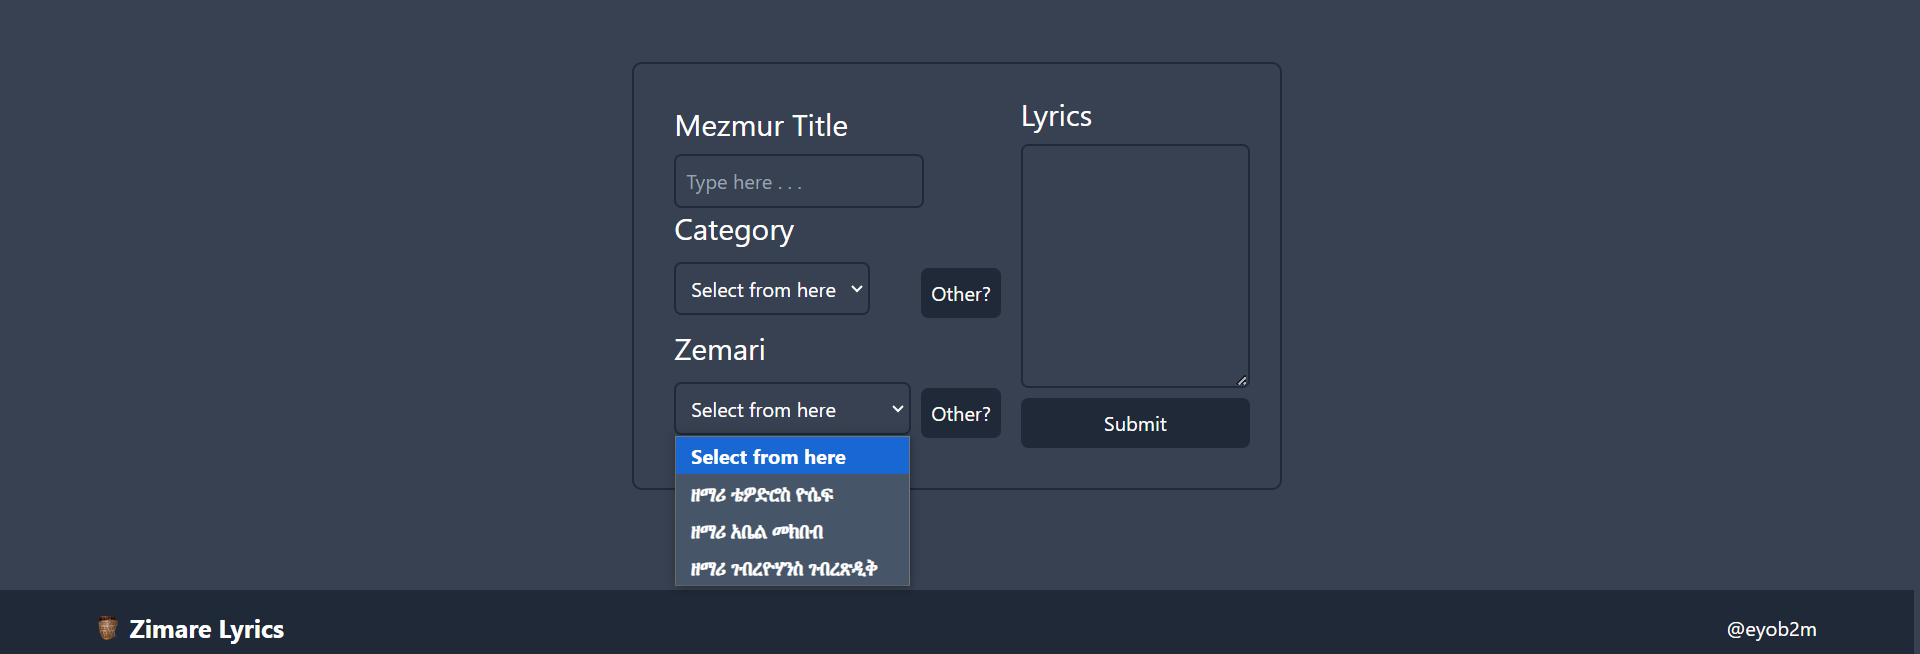 Mezmur Title
Type here . . .
Category
Select from here
Other?
Zemari
Select from here
Other?
Select from here
ዘማሪ ቴዎድሮስ ዮሴፍ
ዘማሪ አቤል መክበብ
ዘማሪ ገብረዮሃንስ ገብረጻዲቅ
Lyrics
Submit
Zimare Lyrics
@eyob2m